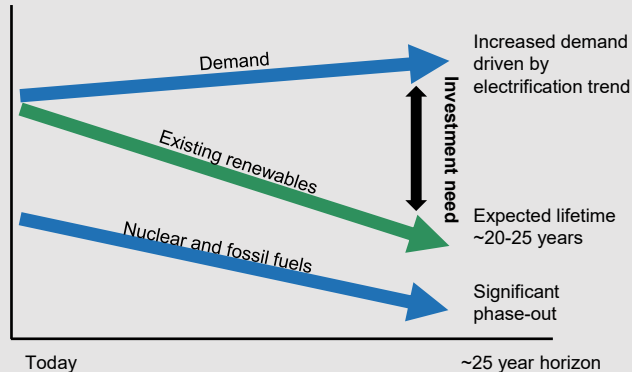 Demand
Increased demand
driven by
electrification trend
Investment need
Existing renewables
Expected lifetime
~20-25 years
Nuclear and fossil fuels
Significant
phase-out
Today
~25 year horizon